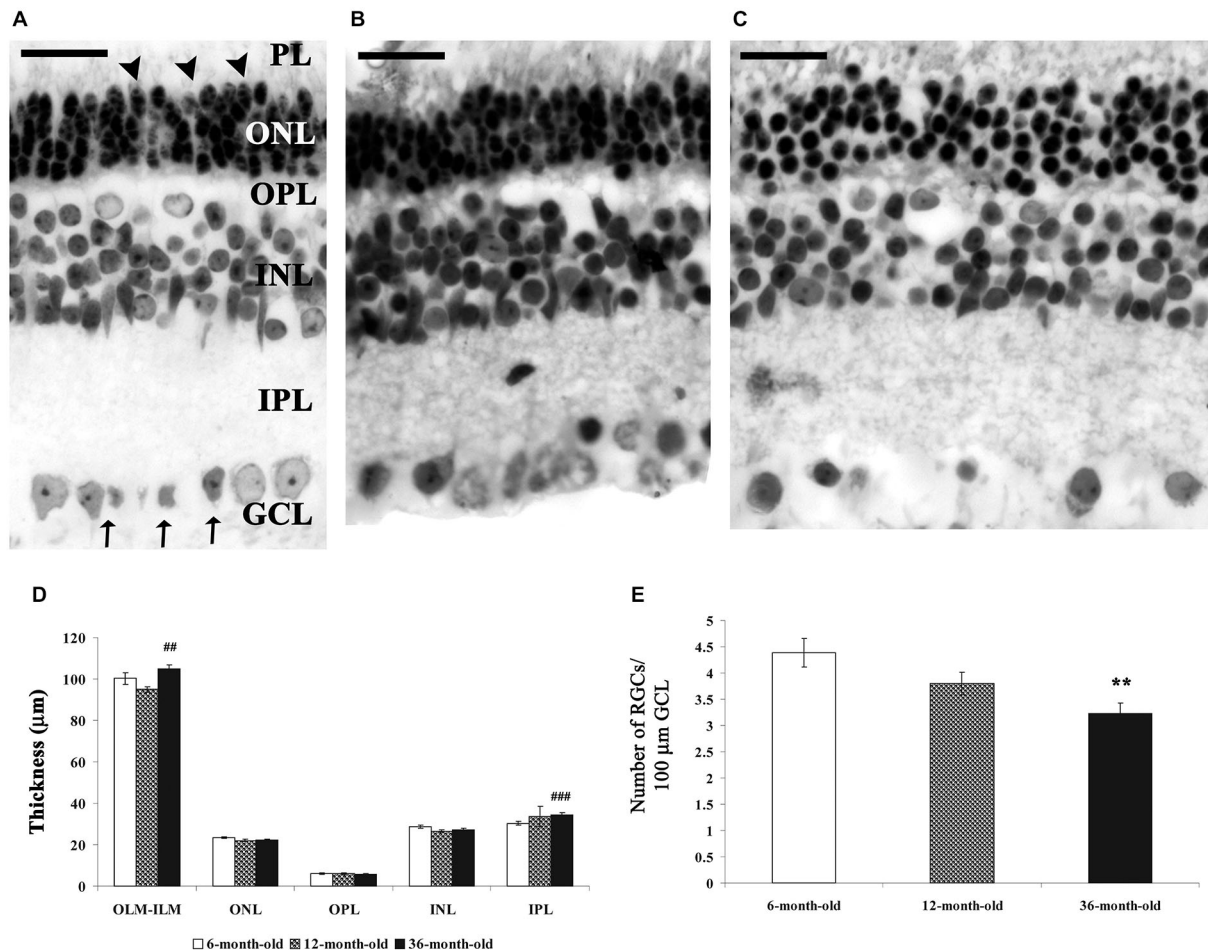 A
B
C
PL
ONL
OPL
INL
IPL
GCL
D
Thickness (µm)
120
100
80
60
40
20
0
##
###
OLM-ILM
ONL
OPL
INL
IPL
6-month-old
12-month-old
36-month-old
E
Number of RGCs/
100 µm GCL
5
4.5
4
3.5
3
2.5
2
1.5
1
0.5
0
**
6-month-old
12-month-old
36-month-old